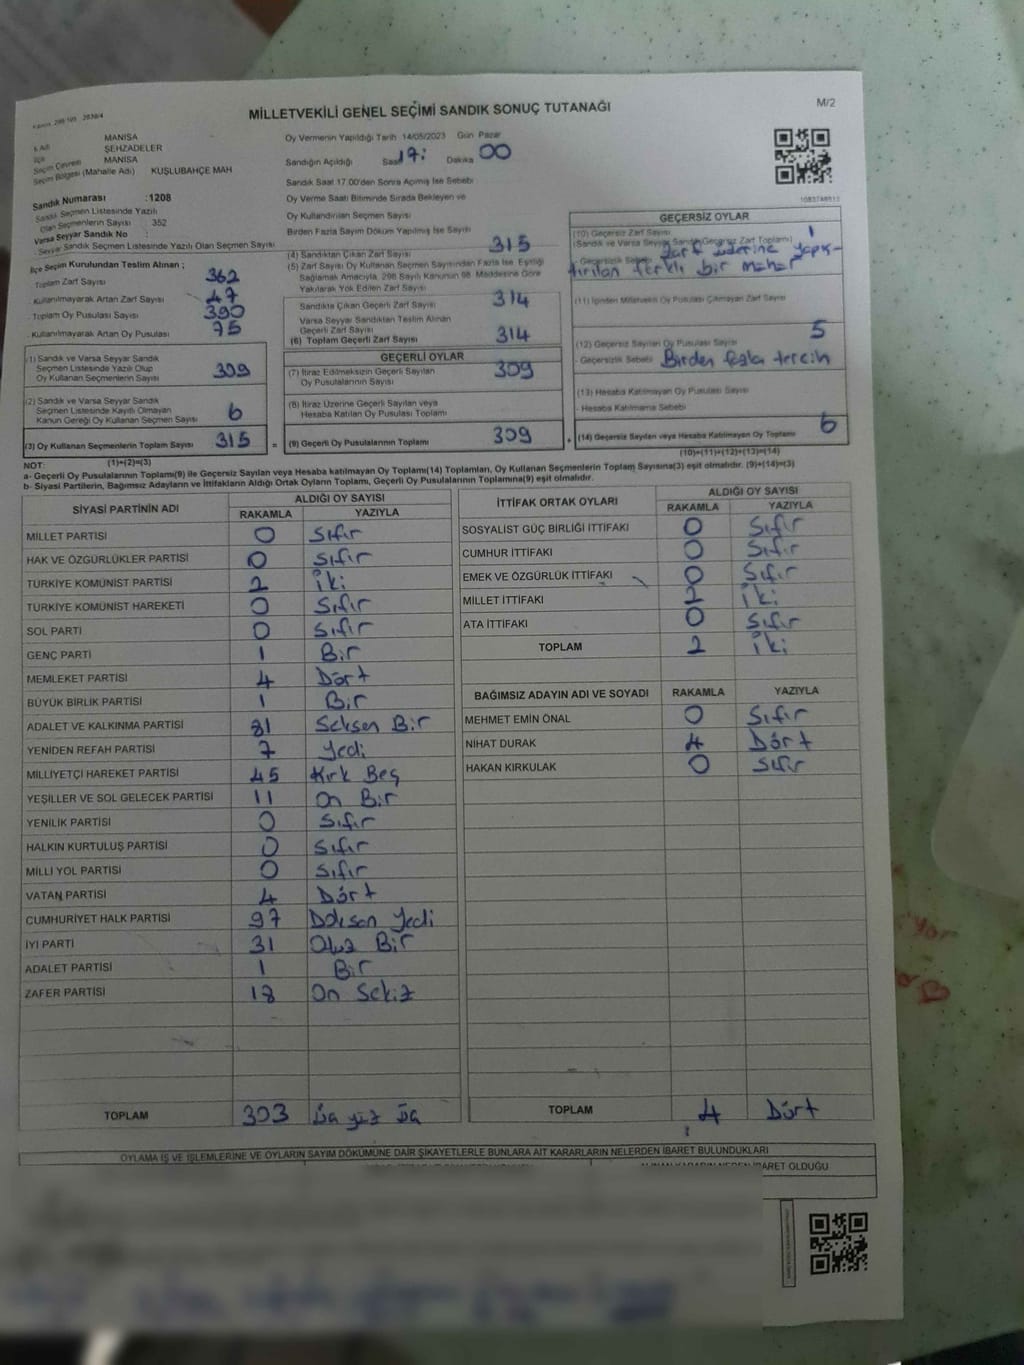 MİLLETVEKİLİ GENEL SEÇİMİ SANDIK SONUÇ TUTANAĞI
M/2
İl Adı MANİSA
İlçe ŞEHZADELER
Seçim Çevresi MANİSA
Seçim Bölgesi (Mahalle Adı) KUŞLUBAHÇE MAH
Sandık Numarası :1208
Sandık Seçmen Listesinde Yazılı
Olan Seçmenlerin Sayısı : 352
Varsa Seyyar Sandık No :
Seyyar Sandık Seçmen Listesinde Yazılı Olan Seçmen Sayısı
Oy Vermenin Yapıldığı Tarih 14/05/2023 Gün Pazar
Sandığın Açıldığı Saat 17: Dakika 00
Sandık Saat 17.00'den Sonra Açılmış İse Sebebi
Oy Verme Saati Bitiminde Sırada Bekleyen ve
Oy Kullandırılan Seçmen Sayısı
Birden Fazla Sayım Döküm Yapılmış İse Sayısı
İlçe Seçim Kurulundan Teslim Alınan ;
Toplam Zarf Sayısı 362
Kullanılmayarak Artan Zarf Sayısı 47
Toplam Oy Pusulası Sayısı 390
Kullanılmayarak Artan Oy Pusulası 75
(1) Sandık ve Varsa Seyyar Sandık
Seçmen Listesinde Yazılı Olup
Oy Kullanan Seçmenlerin Sayısı 309
(2) Sandık ve Varsa Seyyar Sandık
Seçmen Listesinde Kayıtlı Olmayan
Kanun Gereği Oy Kullanan Seçmen Sayısı 6
(3) Oy Kullanan Seçmenlerin Toplam Sayısı 315 =
(1)+(2)=(3)
(4) Sandıktan Çıkan Zarf Sayısı 315
(5) Zarf Sayısı Oy Kullanan Seçmen Sayısından Fazla İse, Eşitliği
Sağlamak Amacıyla, 298 Sayılı Kanunun 98. Maddesine Göre
Yakılarak Yok Edilen Zarf Sayısı
Sandıkta Çıkan Geçerli Zarf Sayısı 314
Varsa Seyyar Sandıktan Teslim Alınan
Geçerli Zarf Sayısı
(6) Toplam Geçerli Zarf Sayısı 314
GEÇERLİ OYLAR
(7) İtiraz Edilmeksizin Geçerli Sayılan
Oy Pusulalarının Sayısı 309
(8) İtiraz Üzerine Geçerli Sayılan veya
Hesaba Katılan Oy Pusulası Toplamı
(9) Geçerli Oy Pusulalarının Toplamı 309 +
GEÇERSİZ OYLAR
(10) Geçersiz Zarf Sayısı 1
(Sandık ve Varsa Seyyar Sandık Geçersiz Zarf Toplamı)
- Geçersizlik Sebebi Zarf üzerine yapış-
tırılan farklı bir mühür
(11) İçinden Milletvekili Oy Pusulası Çıkmayan Zarf Sayısı
(12) Geçersiz Sayılan Oy Pusulası Sayısı 5
- Geçersizlik Sebebi Birden fazla tercih
(13) Hesaba Katılmayan Oy Pusulası Sayısı
- Hesaba Katılmama Sebebi
(14) Geçersiz Sayılan veya Hesaba Katılmayan Oy Toplamı 6
(10)+(11)+(12)+(13)=(14)
NOT:
a- Geçerli Oy Pusulaları Toplamı(9) ile Geçersiz Sayılan veya Hesaba katılmayan Oy Toplamı(14) Toplamları, Oy Kullanan Seçmenlerin Toplam Sayısına(3) eşit olmalıdır. (9)+(14)=(3)
b- Siyasi Partilerin, Bağımsız Adayların ve İttifakların Aldığı Ortak Oyların Toplamı, Geçerli Oy Pusulalarının Toplamına(9) eşit olmalıdır.
SİYASİ PARTİNİN ADI ALDIĞI OY SAYISI
RAKAMLA YAZIYLA
MİLLET PARTİSİ 0 Sıfır
HAK VE ÖZGÜRLÜKLER PARTİSİ 0 Sıfır
TÜRKİYE KOMÜNİST PARTİSİ 2 İki
TÜRKİYE KOMÜNİST HAREKETİ 0 Sıfır
SOL PARTİ 0 Sıfır
GENÇ PARTİ 1 Bir
MEMLEKET PARTİSİ 4 Dört
BÜYÜK BİRLİK PARTİSİ 1 Bir
ADALET VE KALKINMA PARTİSİ 81 Seksen Bir
YENİDEN REFAH PARTİSİ 7 Yedi
MİLLİYETÇİ HAREKET PARTİSİ 45 Kırk Beş
YEŞİLLER VE SOL GELECEK PARTİSİ 11 On Bir
YENİLİK PARTİSİ 0 Sıfır
HALKIN KURTULUŞ PARTİSİ 0 Sıfır
MİLLİ YOL PARTİSİ 0 Sıfır
VATAN PARTİSİ 4 Dört
CUMHURİYET HALK PARTİSİ 97 Doksan Yedi
İYİ PARTİ 31 Otuz Bir
ADALET PARTİSİ 1 Bir
ZAFER PARTİSİ 18 On Sekiz
TOPLAM 303 Üç yüz Üç
İTTİFAK ORTAK OYLARI ALDIĞI OY SAYISI
RAKAMLA YAZIYLA
SOSYALİST GÜÇ BİRLİĞİ İTTİFAKI 0 Sıfır
CUMHUR İTTİFAKI 0 Sıfır
EMEK VE ÖZGÜRLÜK İTTİFAKI 0 Sıfır
MİLLET İTTİFAKI 2 İki
ATA İTTİFAKI 0 Sıfır
TOPLAM 2 İki
BAĞIMSIZ ADAYIN ADI VE SOYADI RAKAMLA YAZIYLA
MEHMET EMİN ÖNAL 0 Sıfır
NİHAT DURAK 4 Dört
HAKAN KIRKULAK 0 Sıfır
TOPLAM 4 Dört
OYLAMA İŞ VE İŞLEMLERİNE VE OYLARIN SAYIM DÖKÜMÜNE DAİR ŞİKAYETLERLE BUNLARA AİT KARARLARIN NELERDEN İBARET BULUNDUKLARI
ALINAN KARARIN NEDEN İBARET OLDUĞU